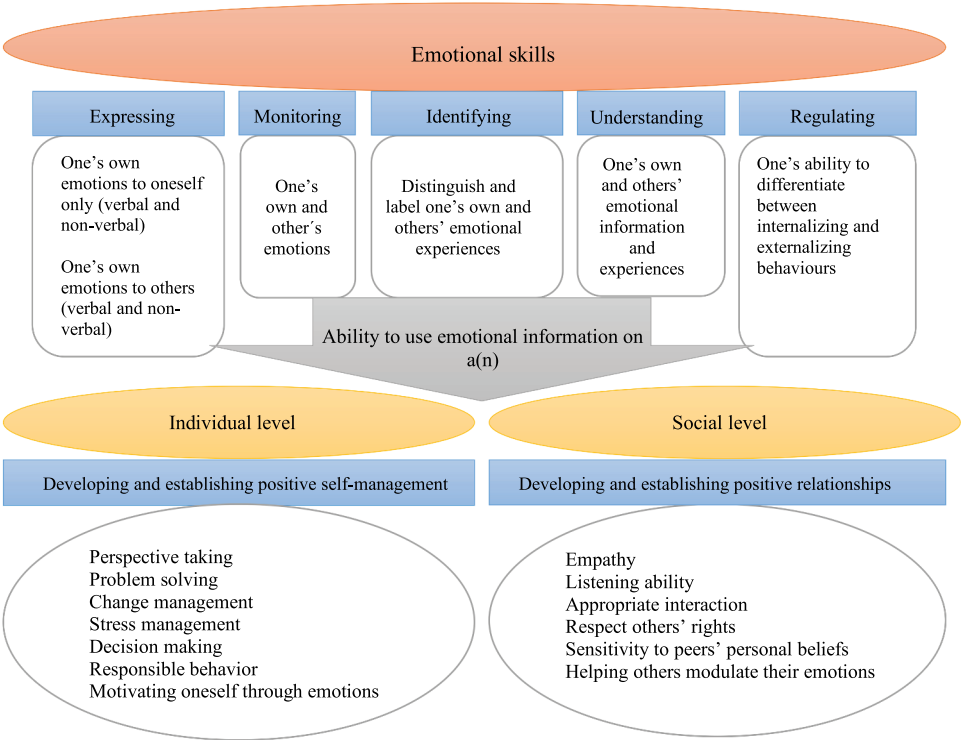 Emotional skills
Expressing
One’s own
emotions to oneself
only (verbal and
non-verbal)
One’s own
emotions to others
(verbal and non-
verbal)
Monitoring
One’s
own and
other´s
emotions
Identifying
Distinguish and
label one’s own and
others’ emotional
experiences
Understanding
One’s own
and others’
emotional
information
and
experiences
Regulating
One’s ability to
differentiate
between
internalizing and
externalizing
behaviours
Ability to use emotional information on
a(n)
Individual level
Developing and establishing positive self-management
Perspective taking
Problem solving
Change management
Stress management
Decision making
Responsible behavior
Motivating oneself through emotions
Social level
Developing and establishing positive relationships
Empathy
Listening ability
Appropriate interaction
Respect others’ rights
Sensitivity to peers’ personal beliefs
Helping others modulate their emotions